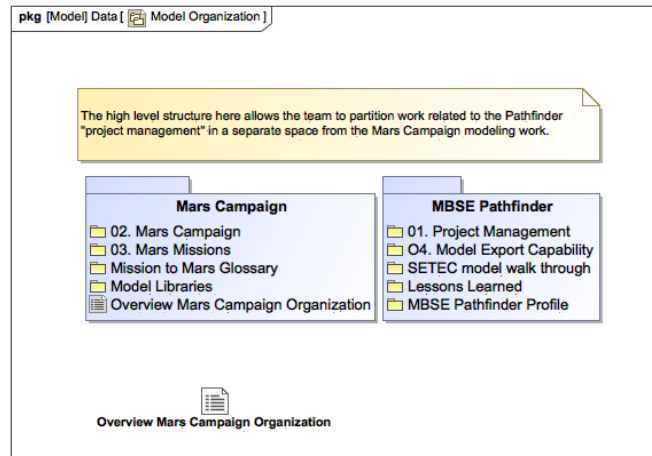 pkg [Model] Data [ Model Organization ]
The high level structure here allows the team to partition work related to the Pathfinder
"project management" in a separate space from the Mars Campaign modeling work.
Mars Campaign
02. Mars Campaign
03. Mars Missions
Mission to Mars Glossary
Model Libraries
Overview Mars Campaign Organization
MBSE Pathfinder
01. Project Management
O4. Model Export Capability
SETEC model walk through
Lessons Learned
MBSE Pathfinder Profile
Overview Mars Campaign Organization